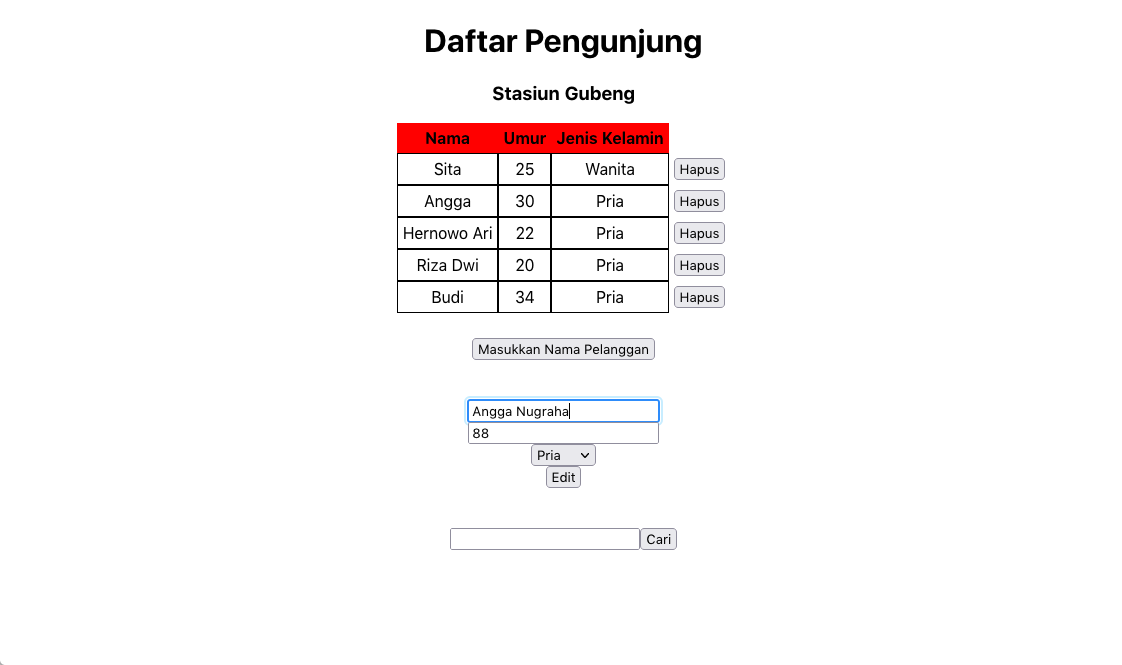 Daftar Pengunjung
Stasiun Gubeng
Nama Umur Jenis Kelamin
Sita 25 Wanita Hapus
Angga 30 Pria Hapus
Hernowo Ari 22 Pria Hapus
Riza Dwi 20 Pria Hapus
Budi 34 Pria Hapus
Masukkan Nama Pelanggan
Angga Nugraha
88
Pria
Edit
Cari